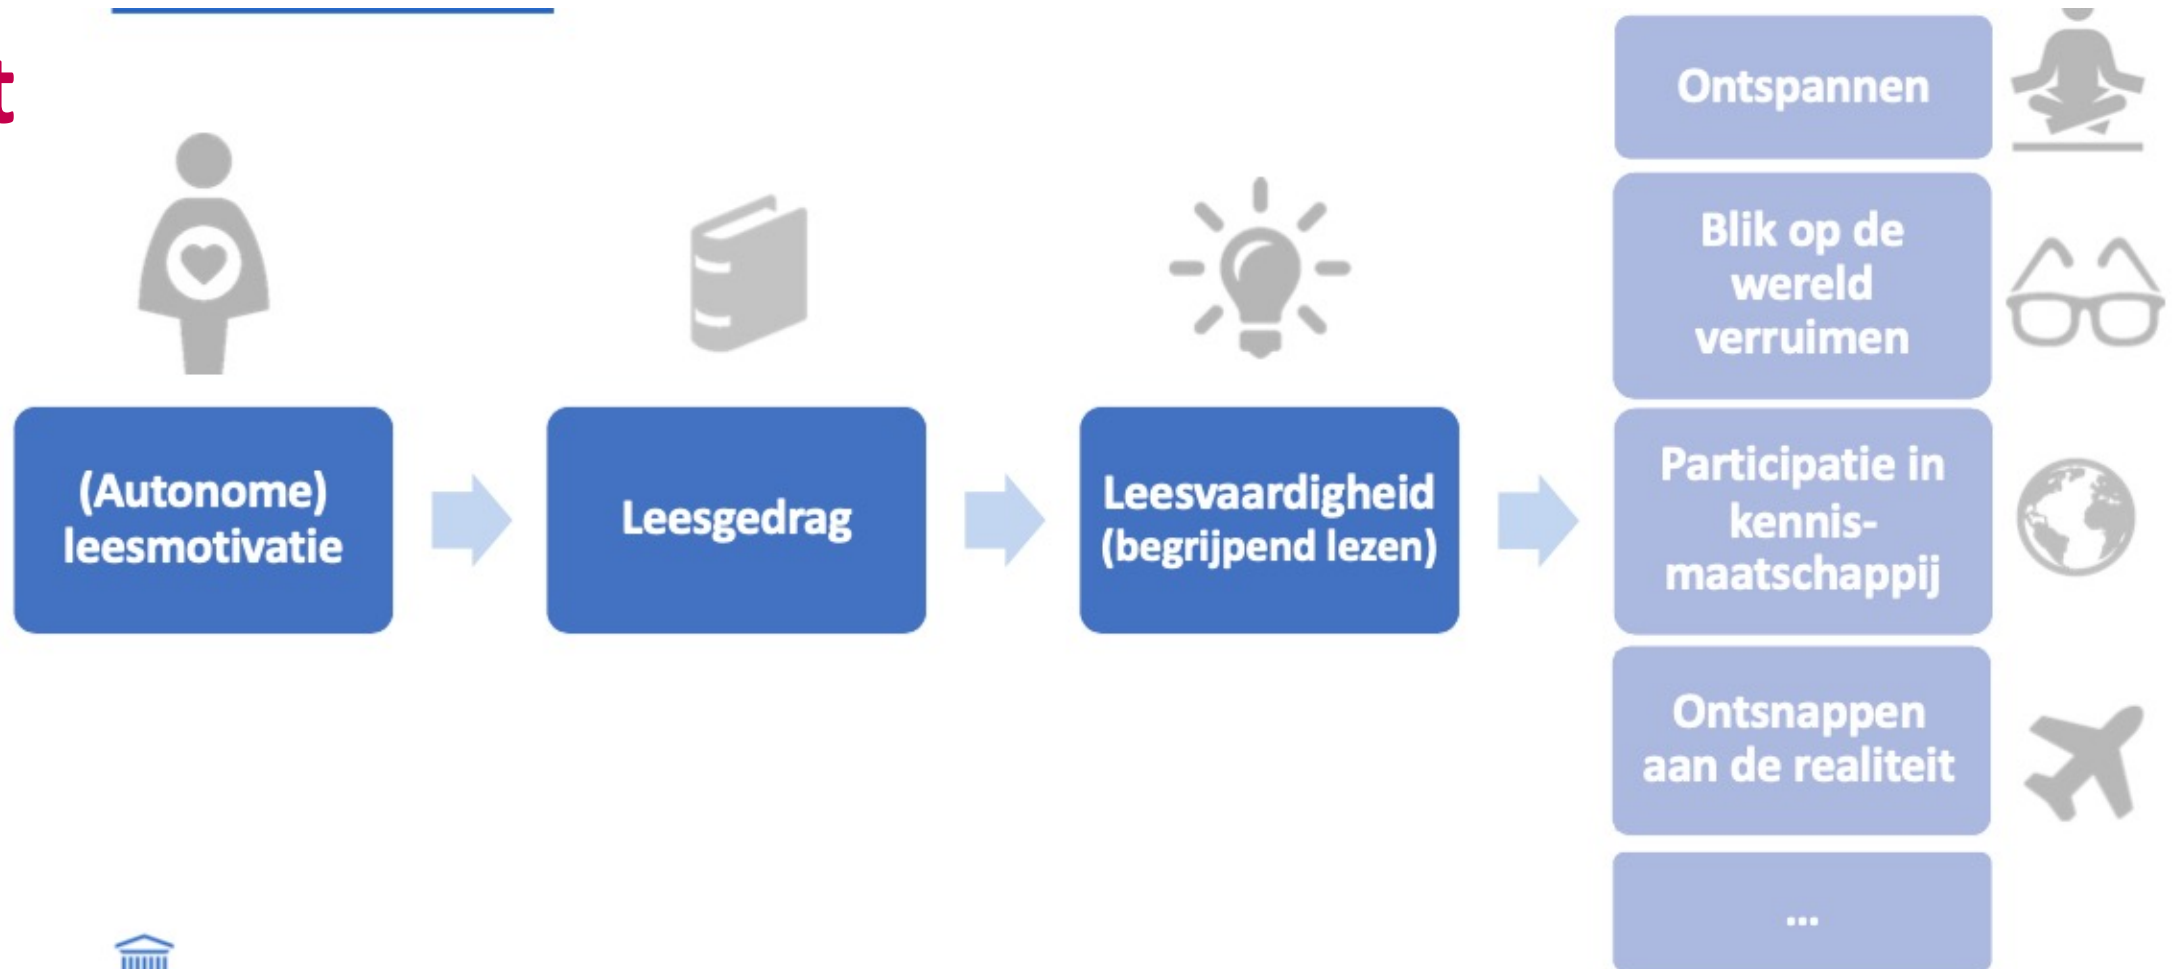 t
(Autonome)
leesmotivatie
Leesgedrag
Leesvaardigheid
(begrijpend lezen)
Ontspannen
Blik op de
wereld
verruimen
Participatie in
kennis-
maatschappij
Ontsnappen
aan de realiteit
...